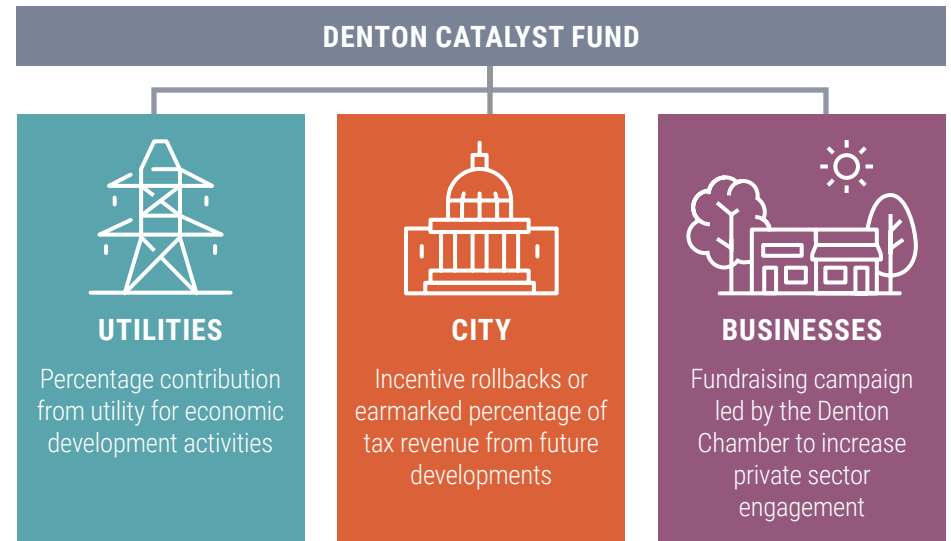 DENTON CATALYST FUND
UTILITIES
Percentage contribution
from utility for economic
development activities
CITY
Incentive rollbacks or
earmarked percentage of
tax revenue from future
developments
BUSINESSES
Fundraising campaign
led by the Denton
Chamber to increase
private sector
engagement